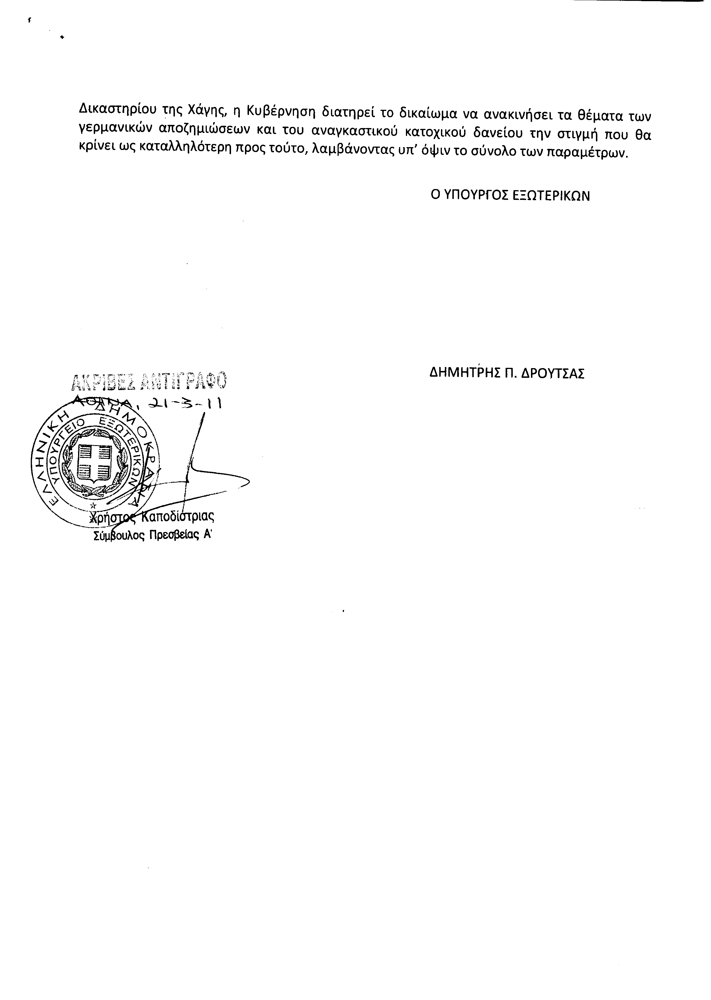 Δικαστηρίου της Χάγης, η Κυβέρνηση διατηρεί το δικαίωμα να ανακινήσει τα θέματα των
γερμανικών αποζημιώσεων και του αναγκαστικού κατοχικού δανείου την στιγμή που θα
κρίνει ως καταλληλότερη προς τούτο, λαμβάνοντας υπ’ όψιν το σύνολο των παραμέτρων.
Ο ΥΠΟΥΡΓΟΣ ΕΞΩΤΕΡΙΚΩΝ
ΔΗΜΗΤΡΗΣ Π. ΔΡΟΥΤΣΑΣ
ΑΚΡΙΒΕΣ ΑΝΤΙΓΡΑΦΟ
ΑΘΗΝΑ, 21-3-11
ΕΛΛΗΝΙΚΗ ΔΗΜΟΚΡΑΤΙΑ
ΥΠΟΥΡΓΕΙΟ ΕΞΩΤΕΡΙΚΩΝ
Χρήστος Καποδίστριας
Σύμβουλος Πρεσβείας Α'